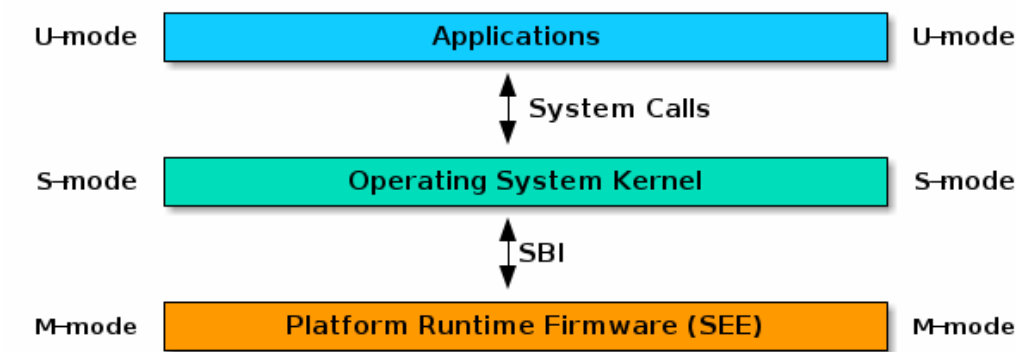 U-mode Applications U-mode
System Calls
S-mode Operating System Kernel S-mode
SBI
M-mode Platform Runtime Firmware (SEE) M-mode